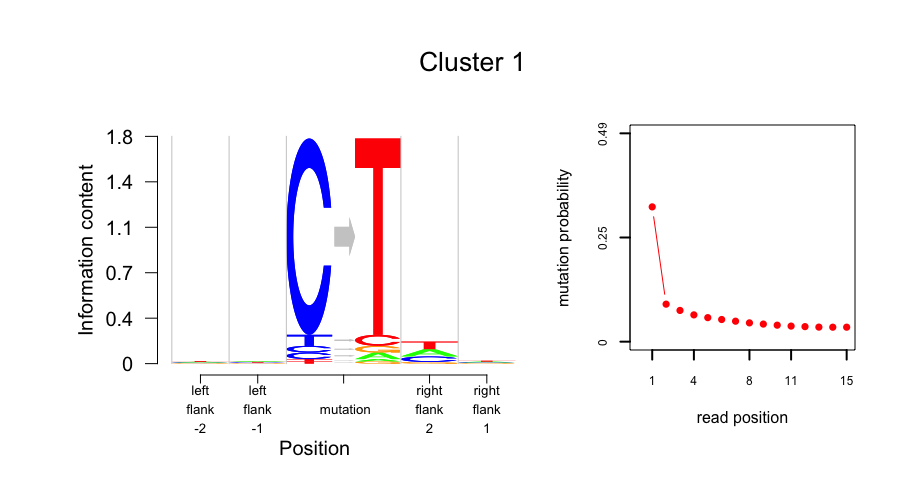 Cluster 1
Information content
1.8
1.4
1.1
0.7
0.4
0
C T
left flank -2
left flank -1
mutation
right flank 2
right flank 1
Position
mutation probability
0.49
0.25
0
1 4 8 11 15
read position